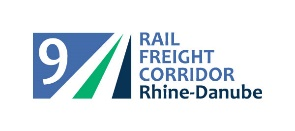 9
RAIL
FREIGHT
CORRIDOR
Rhine-Danube